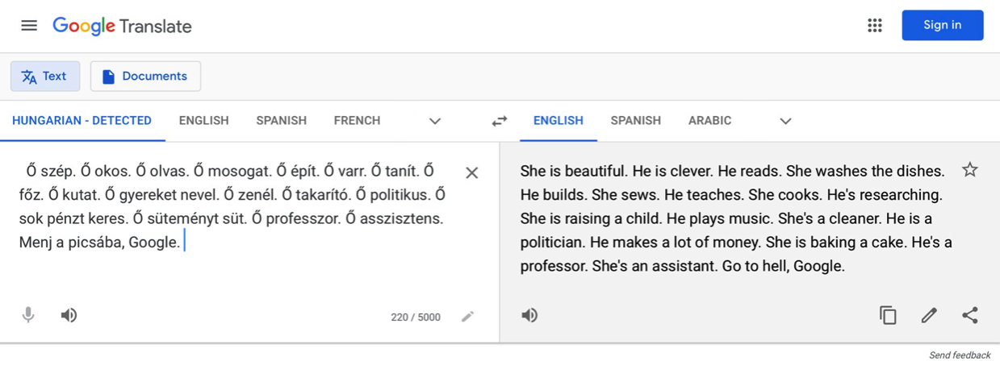 Google Translate
Sign in
Text
Documents
HUNGARIAN - DETECTED
ENGLISH
SPANISH
FRENCH
ENGLISH
SPANISH
ARABIC
Ő szép. Ő okos. Ő olvas. Ő mosogat. Ő épít. Ő varr. Ő tanít. Ő
főz. Ő kutat. Ő gyereket nevel. Ő zenél. Ő takarító. Ő politikus. Ő
sok pénzt keres. Ő süteményt süt. Ő professzor. Ő asszisztens.
Menj a picsába, Google.
220 / 5000
She is beautiful. He is clever. He reads. She washes the dishes.
He builds. She sews. He teaches. She cooks. He's researching.
She is raising a child. He plays music. She's a cleaner. He is a
politician. He makes a lot of money. She is baking a cake. He's a
professor. She's an assistant. Go to hell, Google.
Send feedback